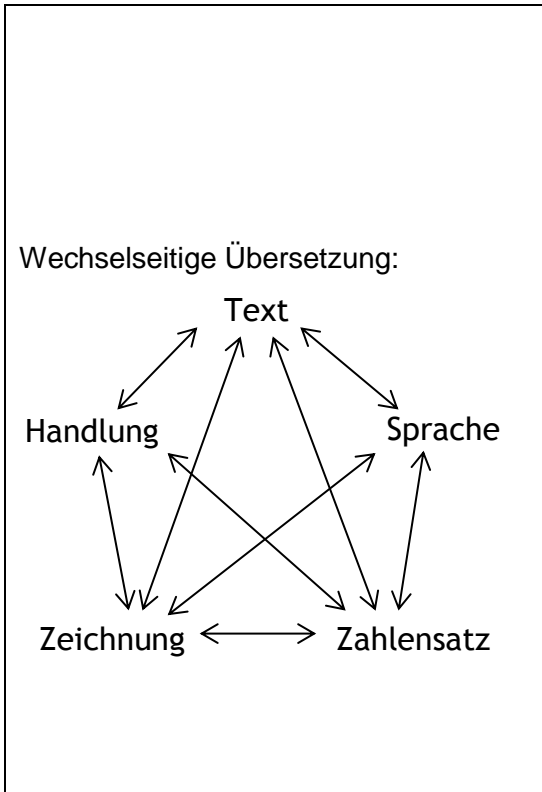 Wechselseitige Übersetzung:
Text
Handlung Sprache
Zeichnung Zahlensatz